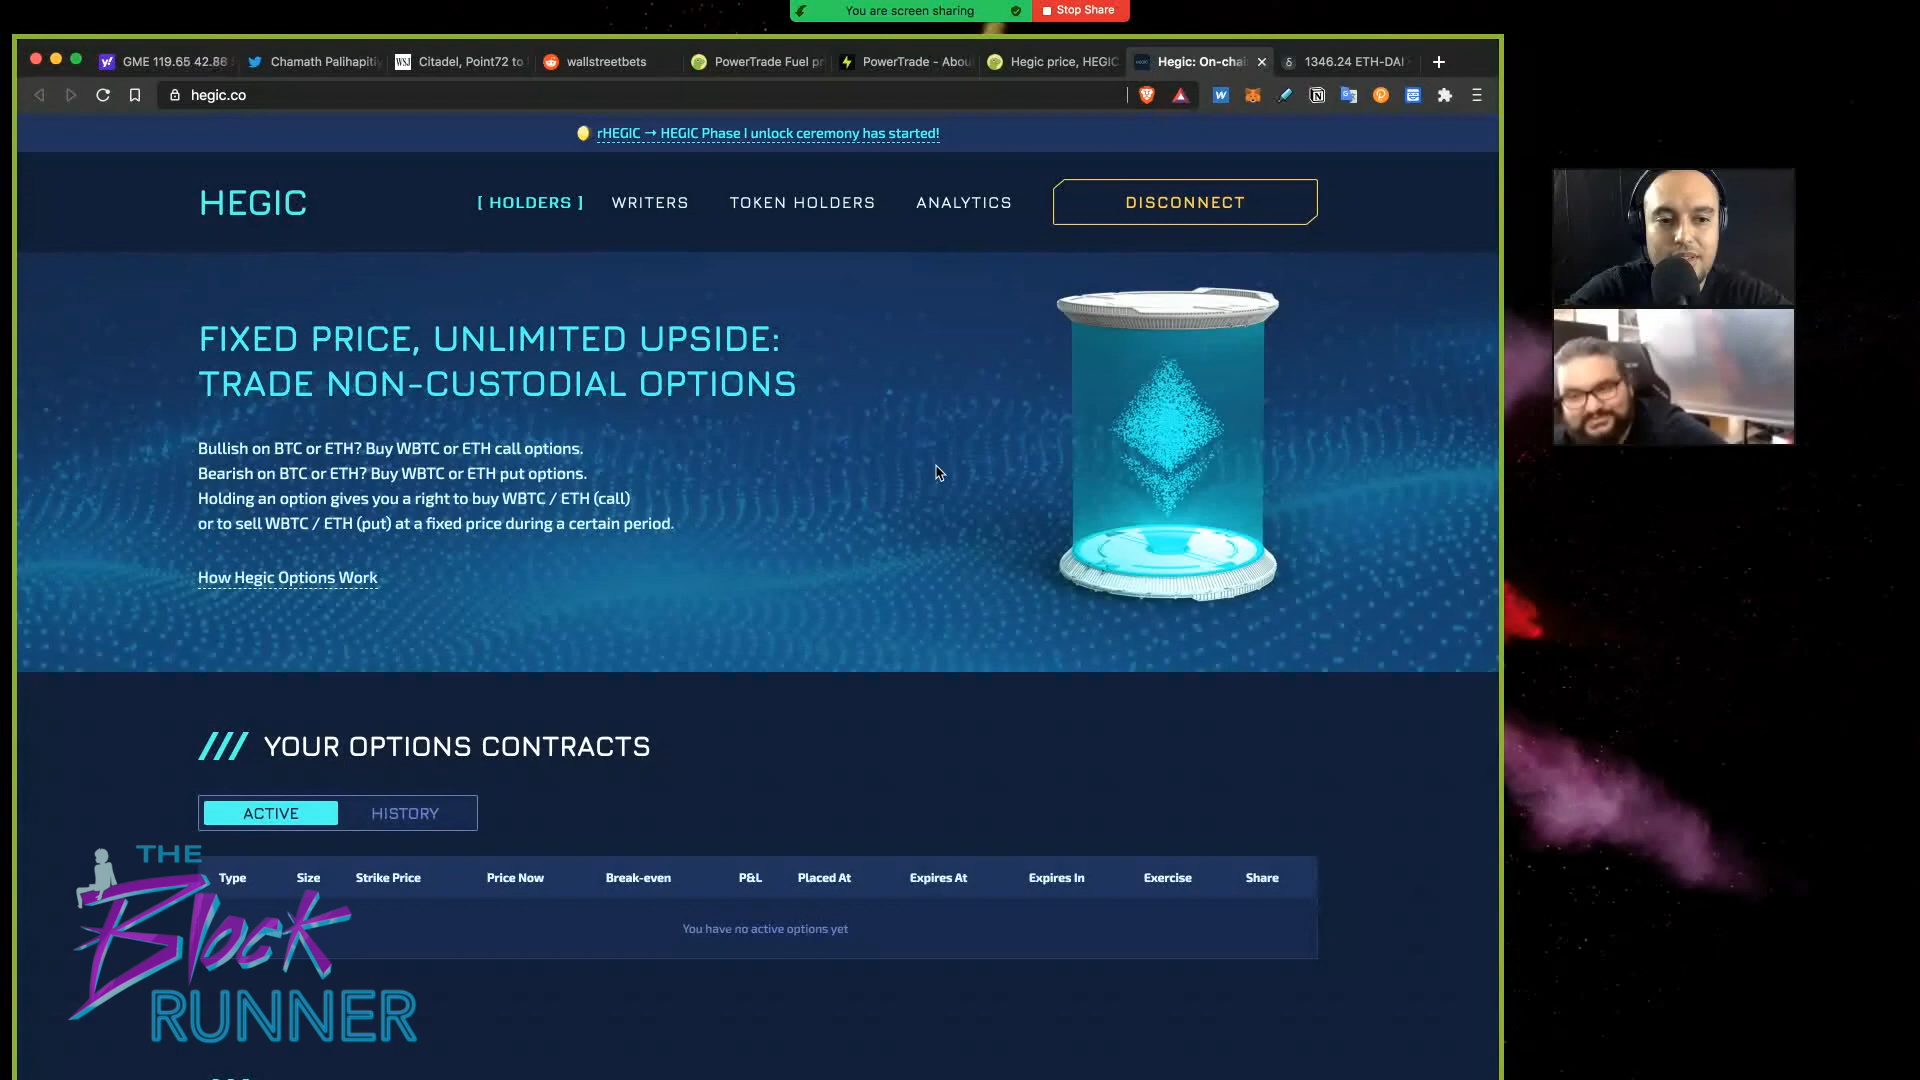 You are screen sharing
Stop Share
GME 119.65 42.88
Chamath Palihapiti
WSJ
Citadel, Point72 to
wallstreetbets
PowerTrade Fuel pr
PowerTrade - Abou
Hegic price, HEGIC
Hegic: On-chai
1346.24 ETH-DAI
hegic.co
rHEGIC → HEGIC Phase I unlock ceremony has started!
HEGIC
[ HOLDERS ]
WRITERS
TOKEN HOLDERS
ANALYTICS
DISCONNECT
FIXED PRICE, UNLIMITED UPSIDE:
TRADE NON-CUSTODIAL OPTIONS
Bullish on BTC or ETH? Buy WBTC or ETH call options.
Bearish on BTC or ETH? Buy WBTC or ETH put options.
Holding an option gives you a right to buy WBTC / ETH (call)
or to sell WBTC / ETH (put) at a fixed price during a certain period.
How Hegic Options Work
/// YOUR OPTIONS CONTRACTS
ACTIVE
HISTORY
Type
Size
Strike Price
Price Now
Break-even
P&L
Placed At
Expires At
Expires In
Exercise
Share
You have no active options yet
THE
Block
RUNNER